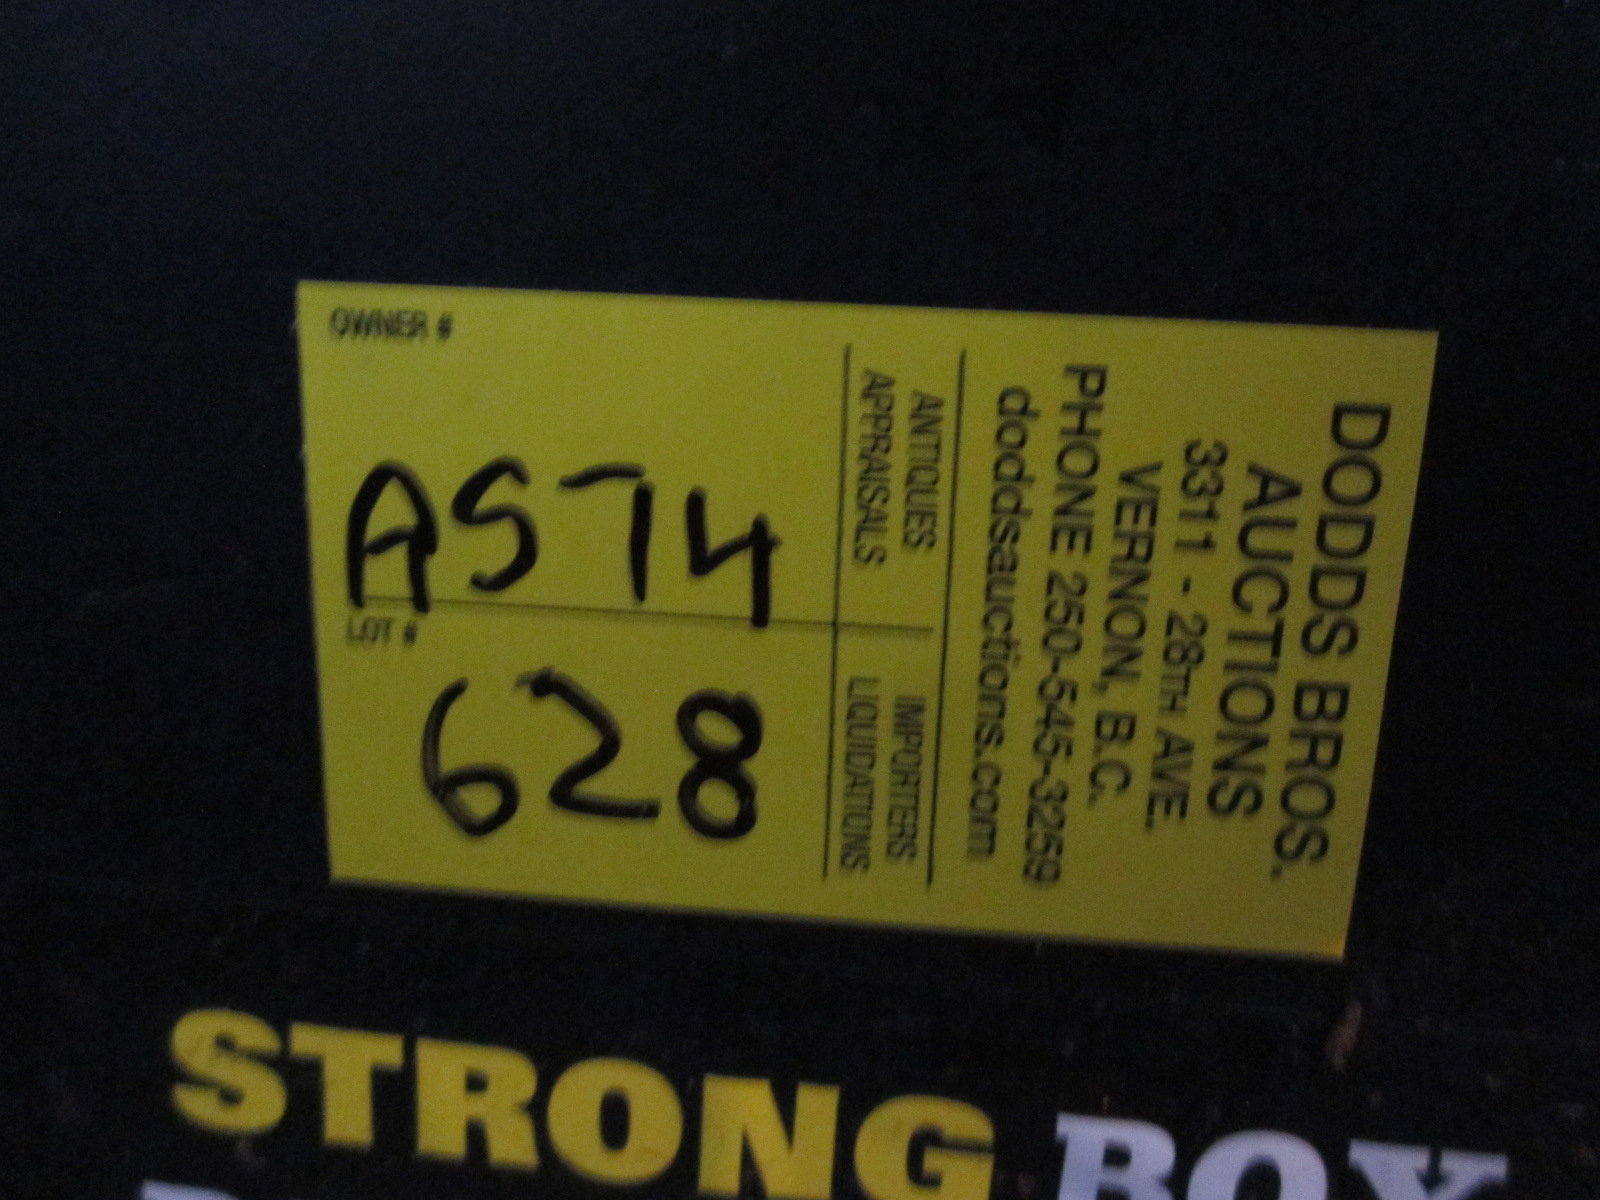 DODDS BROS.
AUCTIONS
3311 - 28TH AVE.
VERNON, B.C.
PHONE 250-545-3259
doddsauctions.com
ANTIQUES
APPRAISALS
IMPORTERS
LIQUIDATIONS
OWNER #
AS74
LOT #
628
STRONG BOX